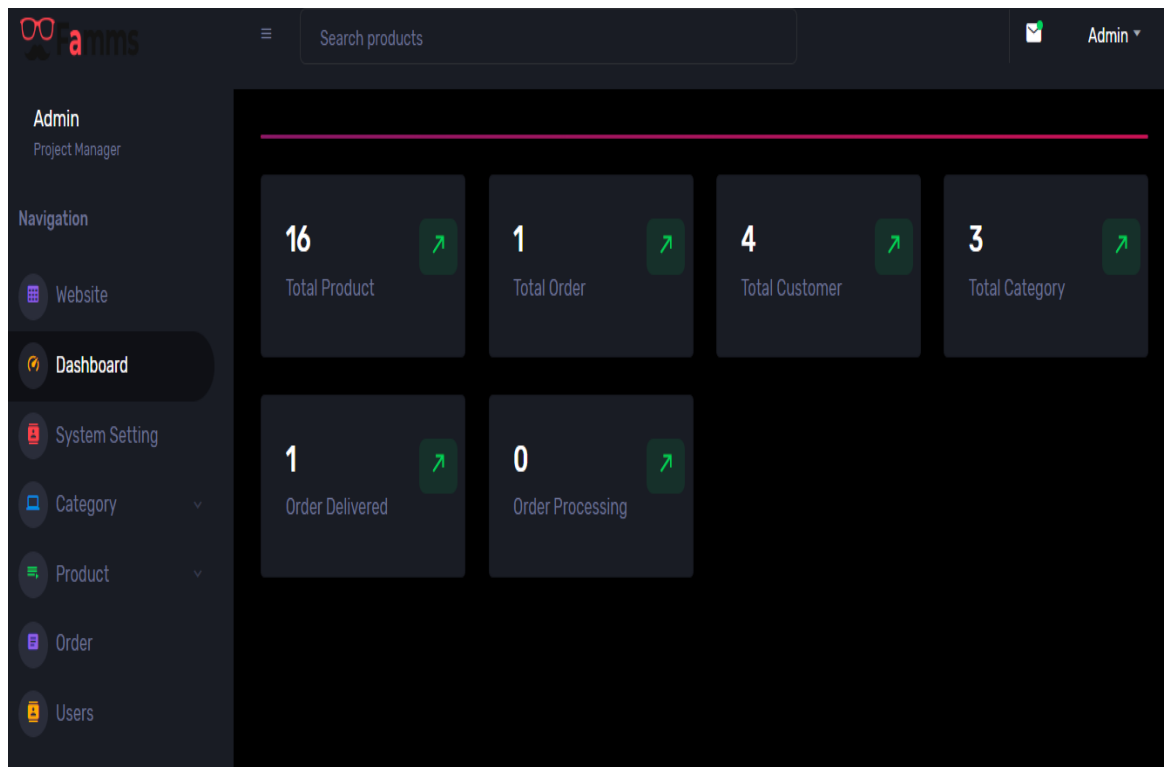 Famms
Search products
Admin
Admin
Project Manager
Navigation
Website
Dashboard
System Setting
Category
Product
Order
Users
16
Total Product
1
Total Order
4
Total Customer
3
Total Category
1
Order Delivered
0
Order Processing